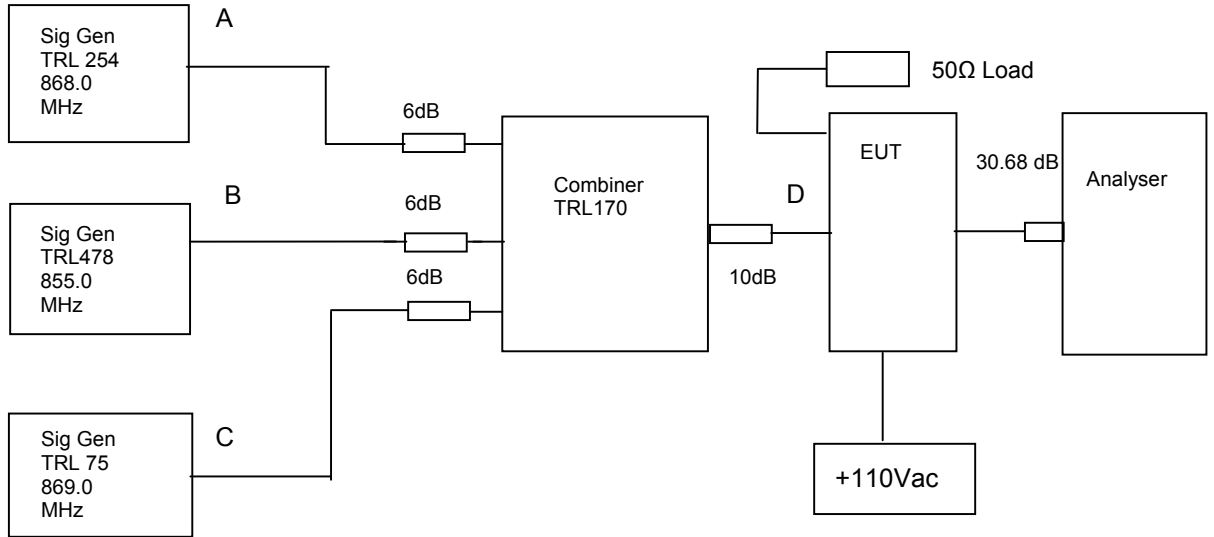 A
Sig Gen
TRL 254
868.0
MHz
6dB
50Ω Load
B
Sig Gen
TRL478
855.0
MHz
6dB
6dB
Combiner
TRL170
D
10dB
EUT
30.68 dB
Analyser
C
Sig Gen
TRL 75
869.0
MHz
+110Vac